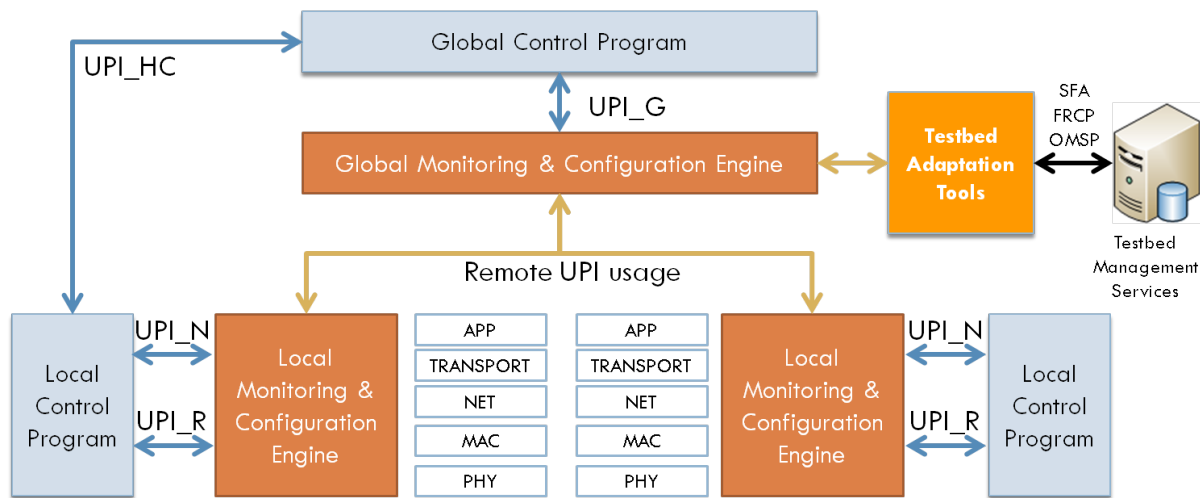 Global Control Program
UPI_HC
UPI_G
SFA
FRCP
OMSP
Global Monitoring & Configuration Engine
Testbed
Adaptation
Tools
Testbed
Management
Services
Remote UPI usage
Local
Control
Program
UPI_N
UPI_R
Local
Monitoring &
Configuration
Engine
APP
TRANSPORT
NET
MAC
PHY
APP
TRANSPORT
NET
MAC
PHY
Local
Monitoring &
Configuration
Engine
UPI_N
UPI_R
Local
Control
Program